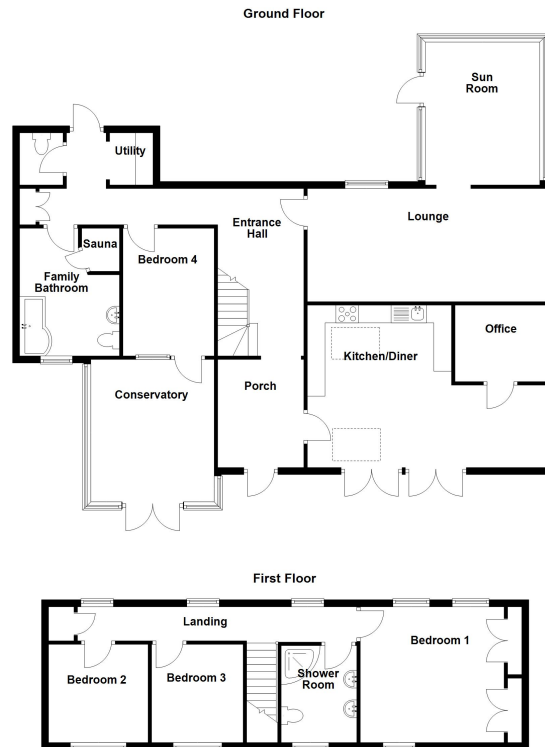 Ground Floor
Sun
Room
Utility
Lounge
Entrance
Hall
Sauna
Bedroom 4
Family
Bathroom
Office
Kitchen/Diner
Conservatory
Porch
First Floor
Landing
Bedroom 1
Bedroom 2
Bedroom 3
Shower
Room